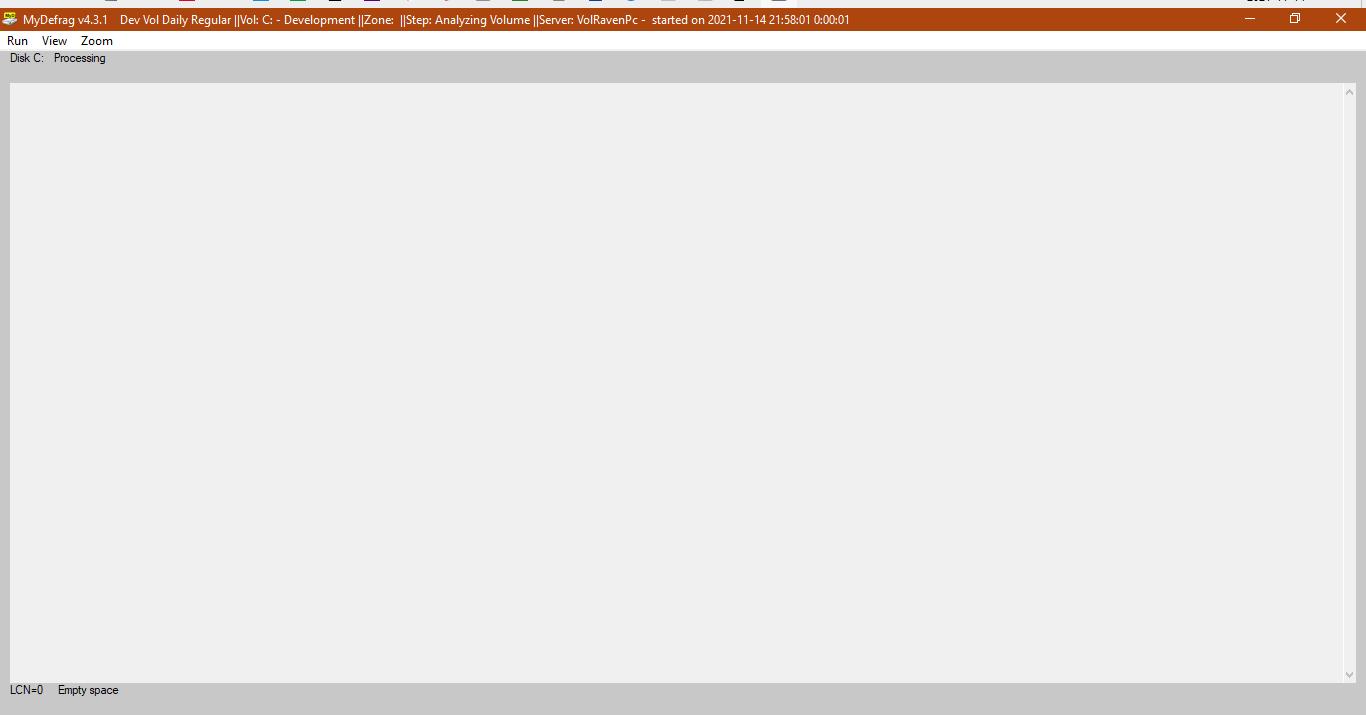 MyDefrag v4.3.1 Dev Vol Daily Regular ||Vol: C: - Development ||Zone: ||Step: Analyzing Volume ||Server: VolRavenPc - started on 2021-11-14 21:58:01 0:00:01
Run View Zoom
Disk C: Processing
LCN=0 Empty space